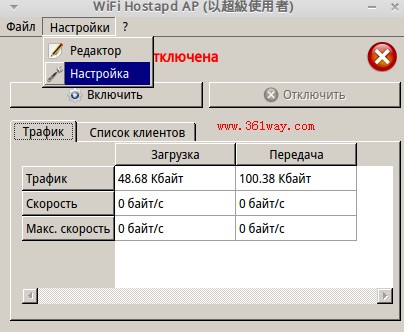 WiFi Hostapd AP (以超級使用者)
Файл Настройки ?
Редактор
тключена
Настройка
Включить Отключить
Трафик Список клиентов www.361way.com
Загрузка Передача
Трафик 48.68 Кбайт 100.38 Кбайт
Скорость 0 байт/с 0 байт/с
Макс. скорость 0 байт/с 0 байт/с